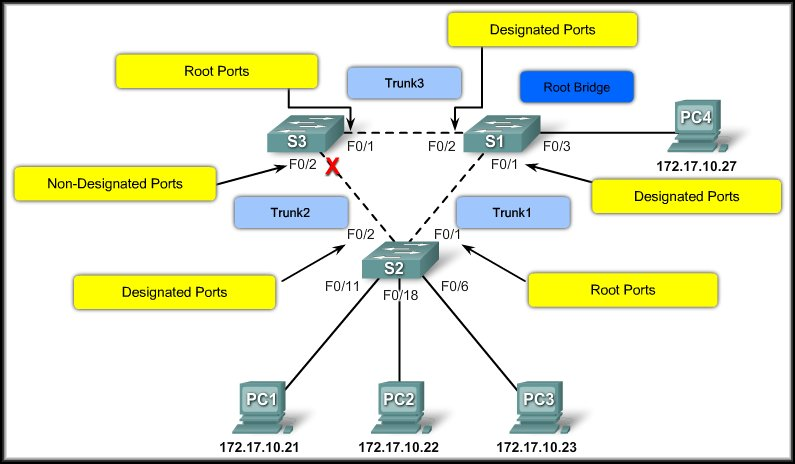 Designated Ports
Root Ports
Trunk3
Root Bridge
PC4
S3
S1
F0/1
F0/2
F0/3
F0/2
X
F0/1
172.17.10.27
Non-Designated Ports
Designated Ports
Trunk2
Trunk1
F0/2
F0/1
S2
Designated Ports
F0/11
F0/18
F0/6
Root Ports
PC1
PC2
PC3
172.17.10.21
172.17.10.22
172.17.10.23